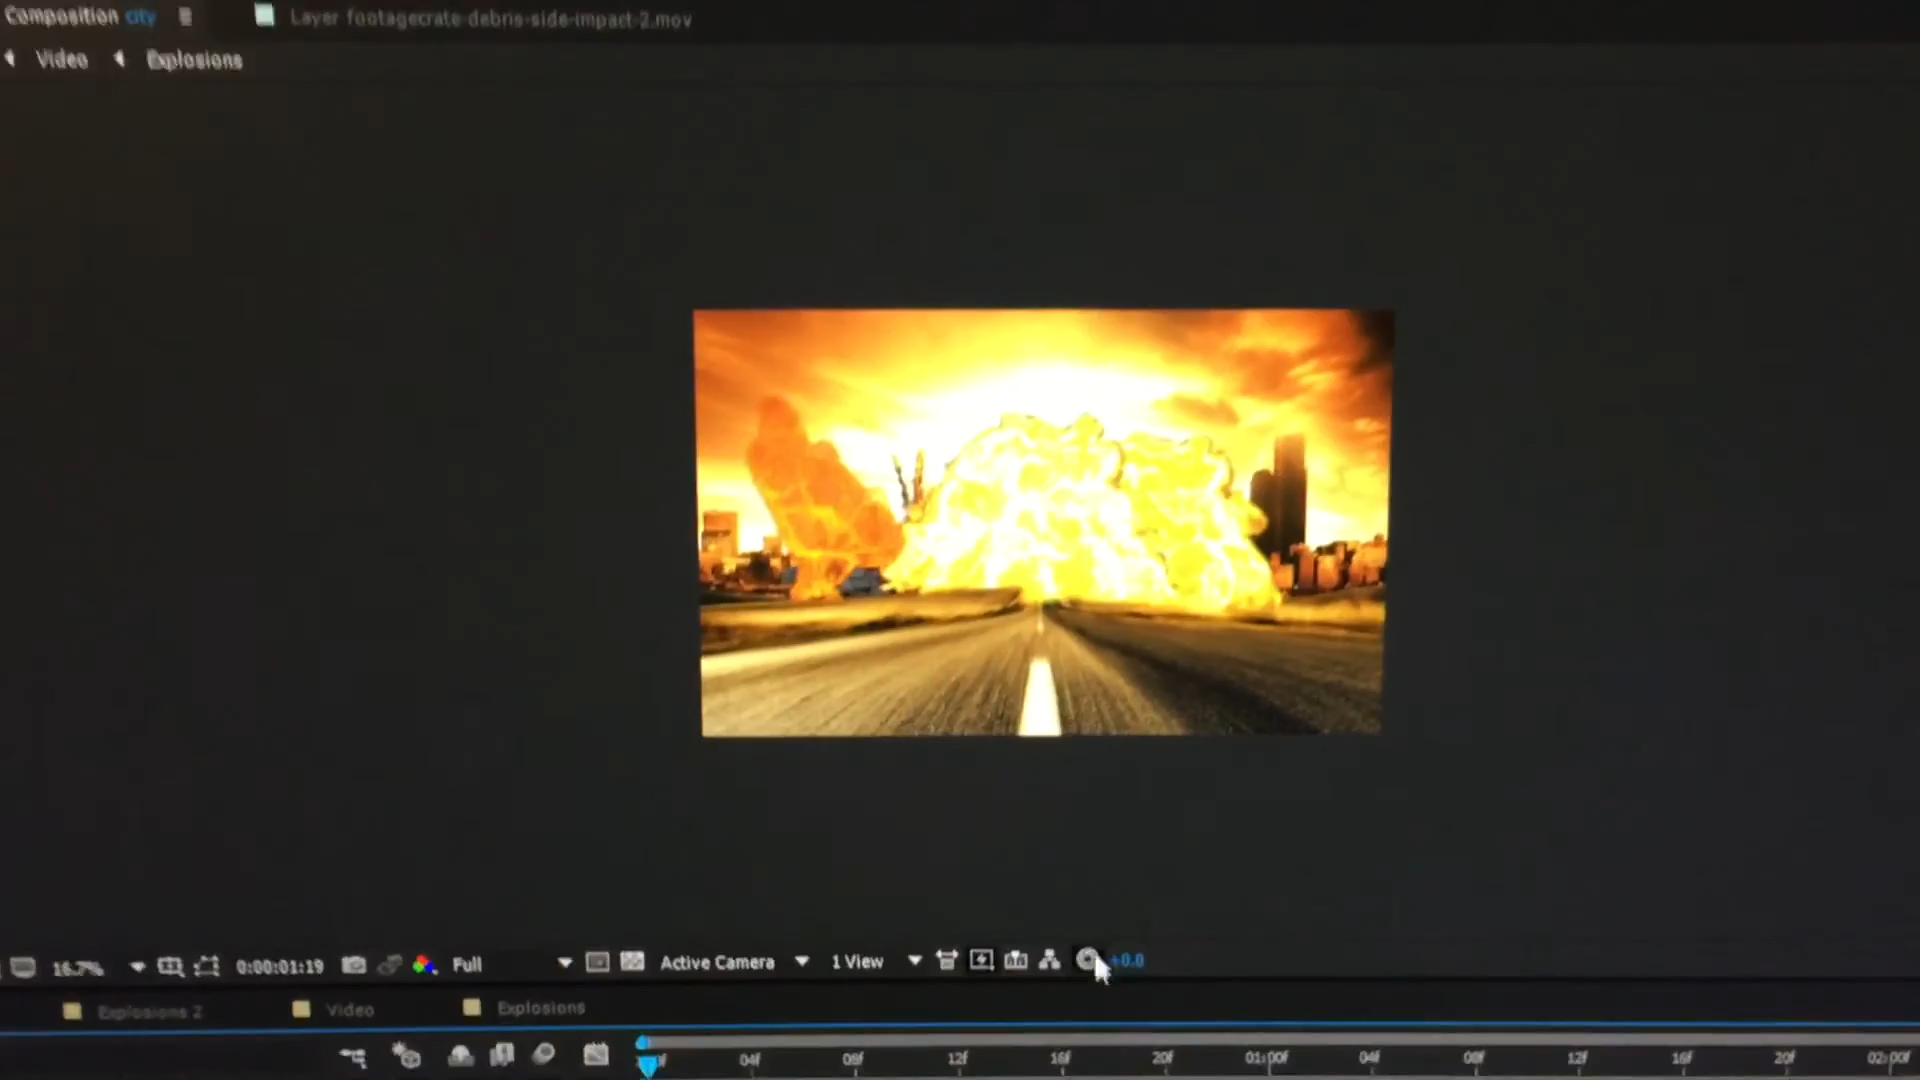 Composition city
Layer footagecrate-debris-side-impact-2.mov
Video
Explosions
16.7%
0:00:01:19
Full
Active Camera
1 View
+0.0
Explosions 2
Video
Explosions
04f
08f
12f
16f
20f
01:00f
04f
08f
12f
16f
20f
02:00f